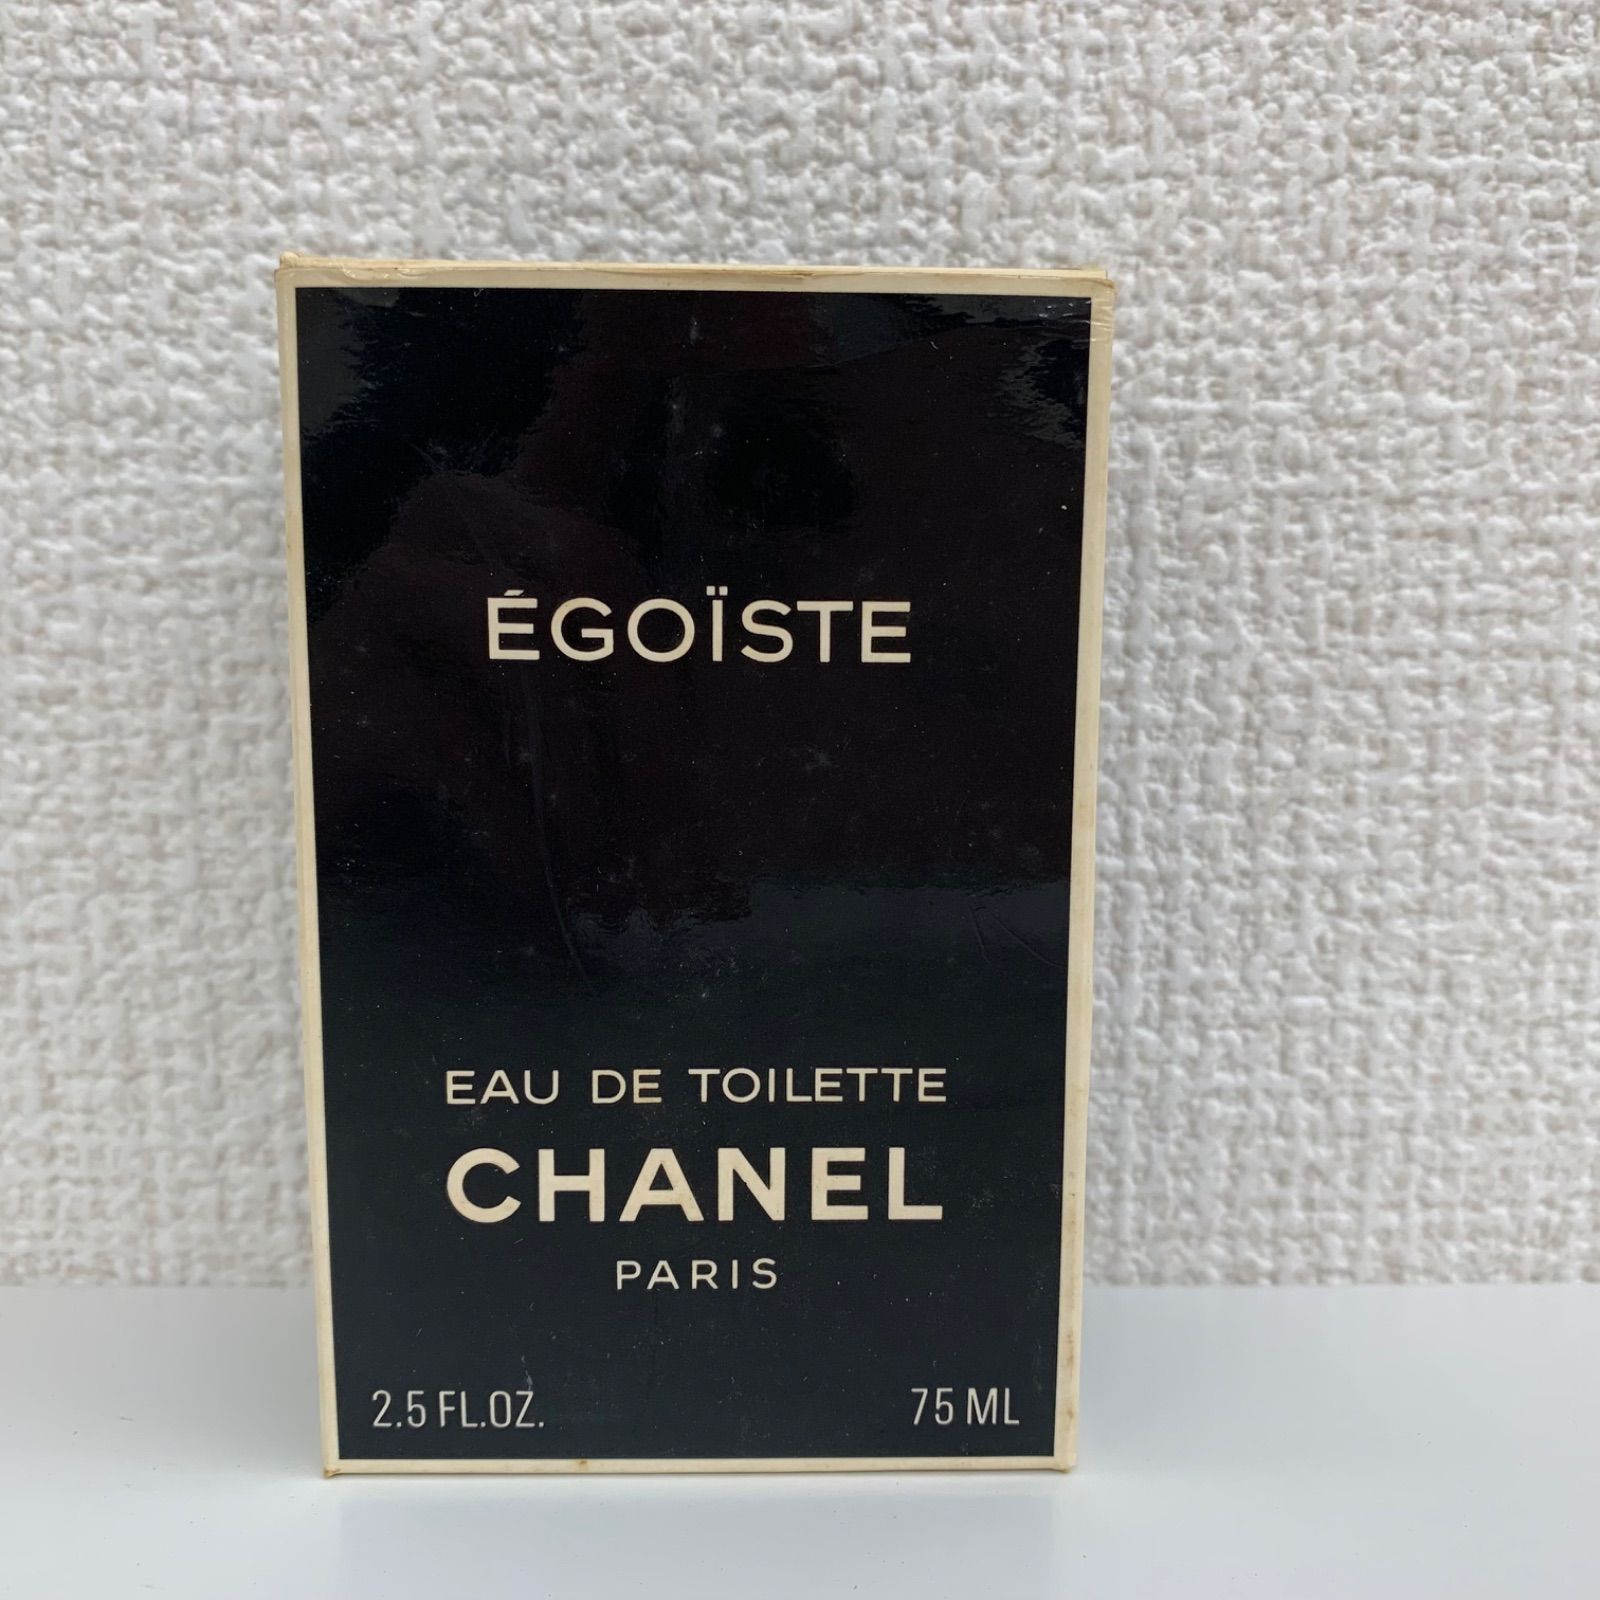 ÉGOÏSTE
EAU DE TOILETTE
CHANEL
PARIS
2.5 FL.OZ. 75 ML